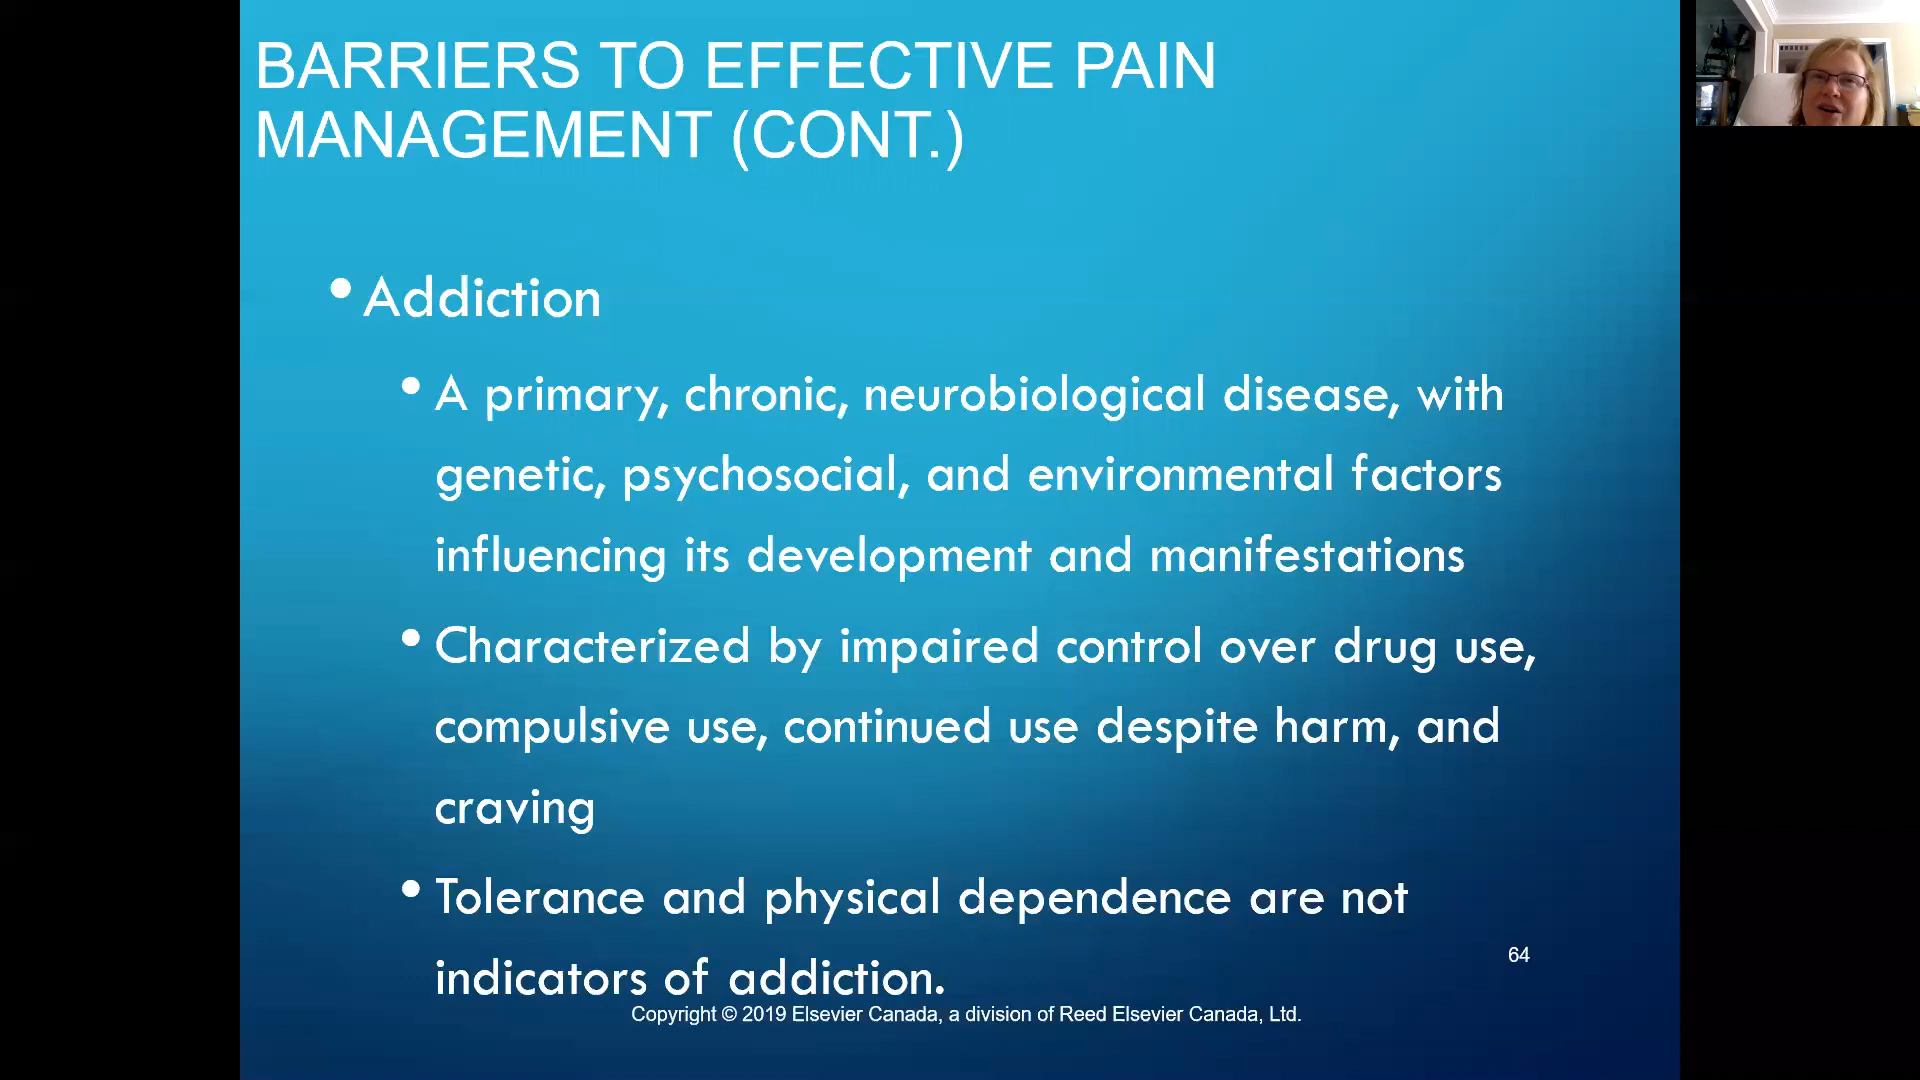 BARRIERS TO EFFECTIVE PAIN
MANAGEMENT (CONT.)
• Addiction
• A primary, chronic, neurobiological disease, with
genetic, psychosocial, and environmental factors
influencing its development and manifestations
• Characterized by impaired control over drug use,
compulsive use, continued use despite harm, and
craving
• Tolerance and physical dependence are not
indicators of addiction.
64
Copyright © 2019 Elsevier Canada, a division of Reed Elsevier Canada, Ltd.